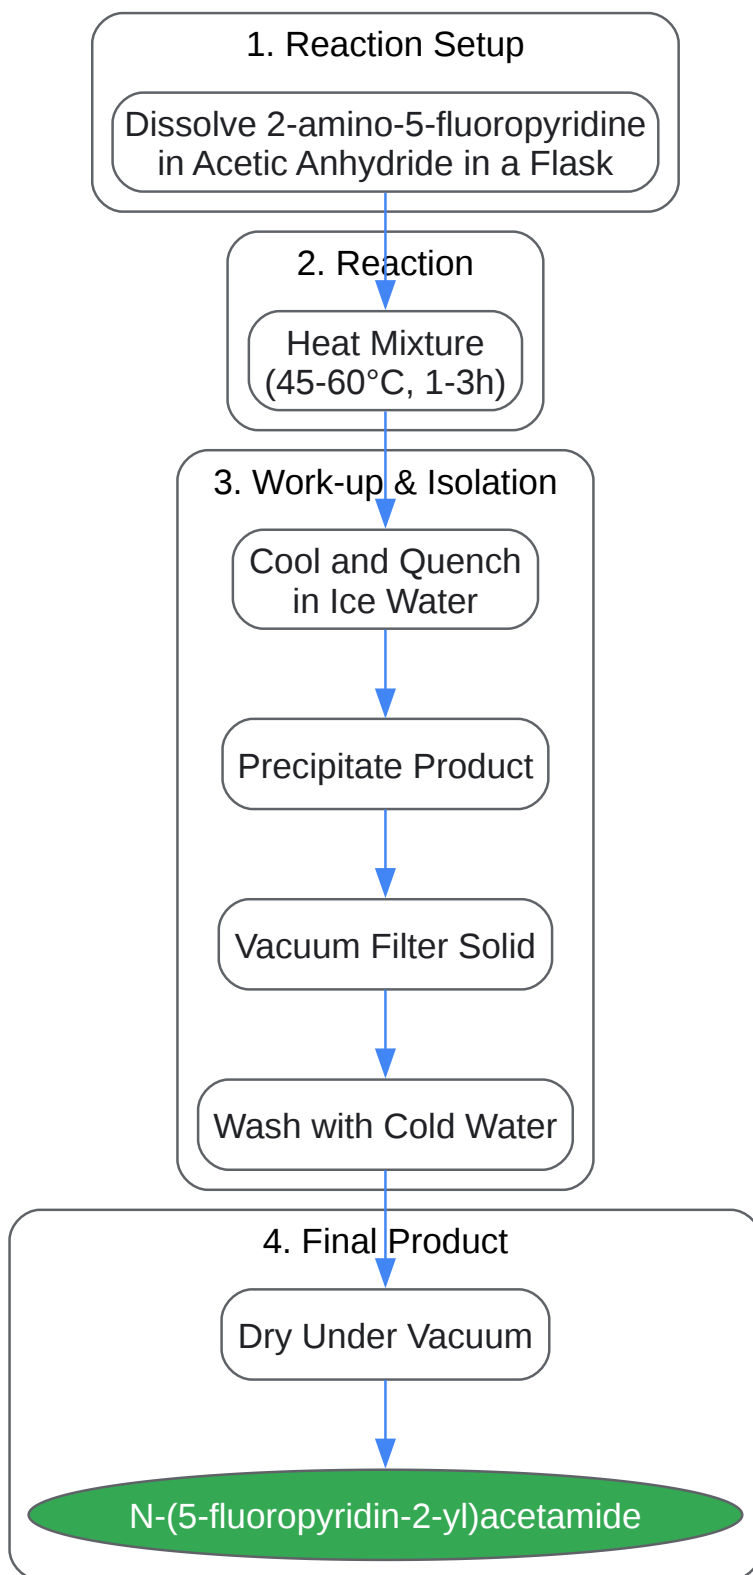 1. Reaction Setup
Dissolve 2-amino-5-fluoropyridine
in Acetic Anhydride in a Flask
2. Reaction
Heat Mixture
(45-60°C, 1-3h)
3. Work-up & Isolation
Cool and Quench
in Ice Water
Precipitate Product
Vacuum Filter Solid
Wash with Cold Water
4. Final Product
Dry Under Vacuum
N-(5-fluoropyridin-2-yl)acetamide